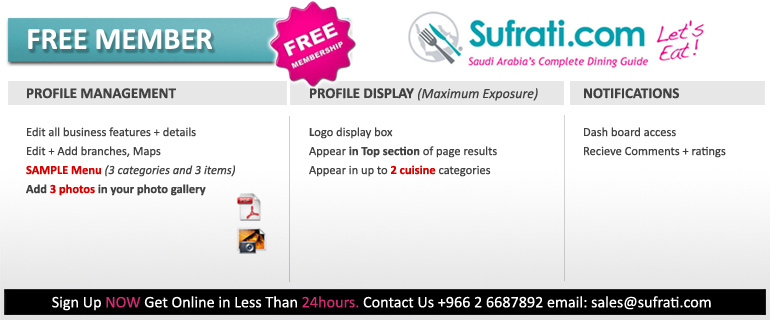 FREE MEMBER
FREE
MEMBERSHIP
Sufrati.com
Let's
Eat!
Saudi Arabia's Complete Dining Guide
PROFILE MANAGEMENT
Edit all business features + details
Edit + Add branches, Maps
SAMPLE Menu (3 categories and 3 items)
Add 3 photos in your photo gallery
PROFILE DISPLAY (Maximum Exposure)
Logo display box
Appear in Top section of page results
Appear in up to 2 cuisine categories
NOTIFICATIONS
Dash board access
Recieve Comments + ratings
Sign Up NOW Get Online in Less Than 24hours. Contact Us +966 2 6687892 email: sales@sufrati.com